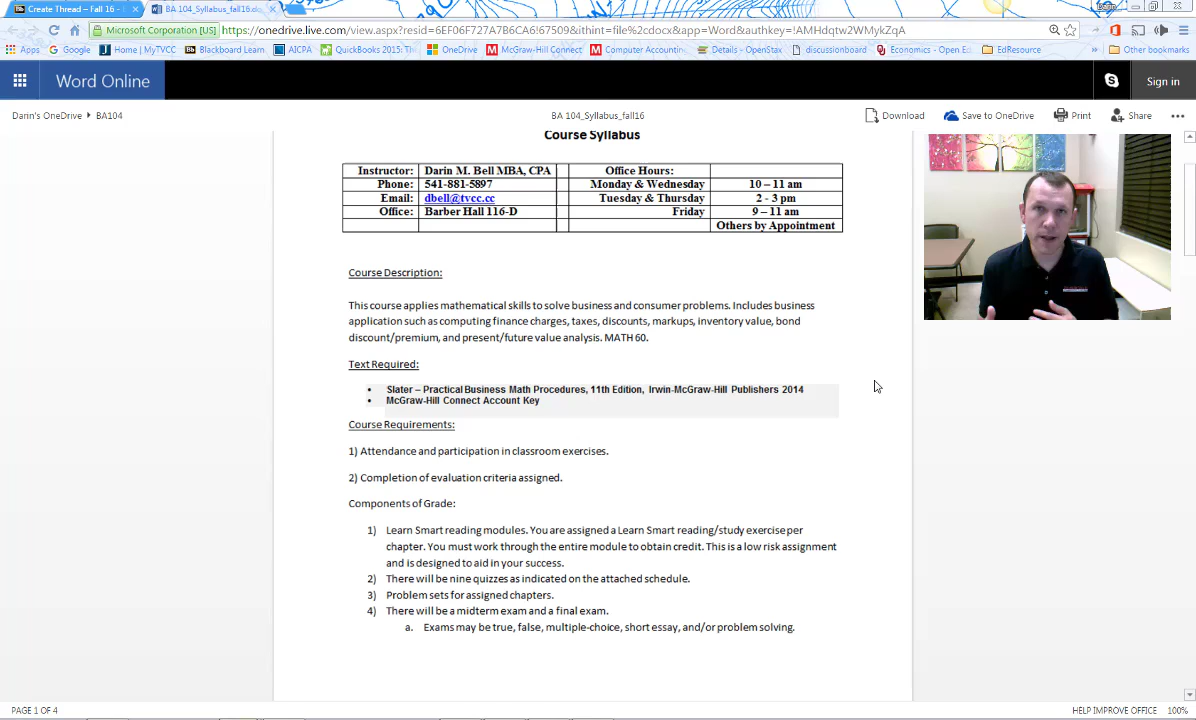 Create Thread – Fall 16 -
BA 104_Syllabus_fall16.do
Darin
Microsoft Corporation [US]
https://onedrive.live.com/view.aspx?resid=6EF06F7257A7B6CA6!67509&ithint=file%2cdocx&app=Word&authkey=!AMHdqtw2WMykZqA
Apps
Google
Home | MyTVCC
Blackboard Learn
AICPA
QuickBooks 2015: Th
OneDrive
McGraw-Hill Connect
Computer Accounting
Details - OpenStax
discussionboard
Economics - Open Ed
EdResource
Other bookmarks
Word Online
Sign in
Darin's OneDrive
BA104
BA 104_Syllabus_fall16
Download
Save to OneDrive
Print
Share
Course Syllabus
Instructor: Darin M. Bell MBA, CPA Office Hours:
Phone: 541-881-5897 Monday & Wednesday 10 – 11 am
Email: dbell@tvcc.cc Tuesday & Thursday 2 - 3 pm
Office: Barber Hall 116-D Friday 9 – 11 am
Others by Appointment
Course Description:
This course applies mathematical skills to solve business and consumer problems. Includes business
application such as computing finance charges, taxes, discounts, markups, inventory value, bond
discount/premium, and present/future value analysis. MATH 60.
Text Required:
• Slater – Practical Business Math Procedures, 11th Edition, Irwin-McGraw-Hill Publishers 2014
• McGraw-Hill Connect Account Key
Course Requirements:
1) Attendance and participation in classroom exercises.
2) Completion of evaluation criteria assigned.
Components of Grade:
1) Learn Smart reading modules. You are assigned a Learn Smart reading/study exercise per
chapter. You must work through the entire module to obtain credit. This is a low risk assignment
and is designed to aid in your success.
2) There will be nine quizzes as indicated on the attached schedule.
3) Problem sets for assigned chapters.
4) There will be a midterm exam and a final exam.
a. Exams may be true, false, multiple-choice, short essay, and/or problem solving.
PAGE 1 OF 4
HELP IMPROVE OFFICE
100%